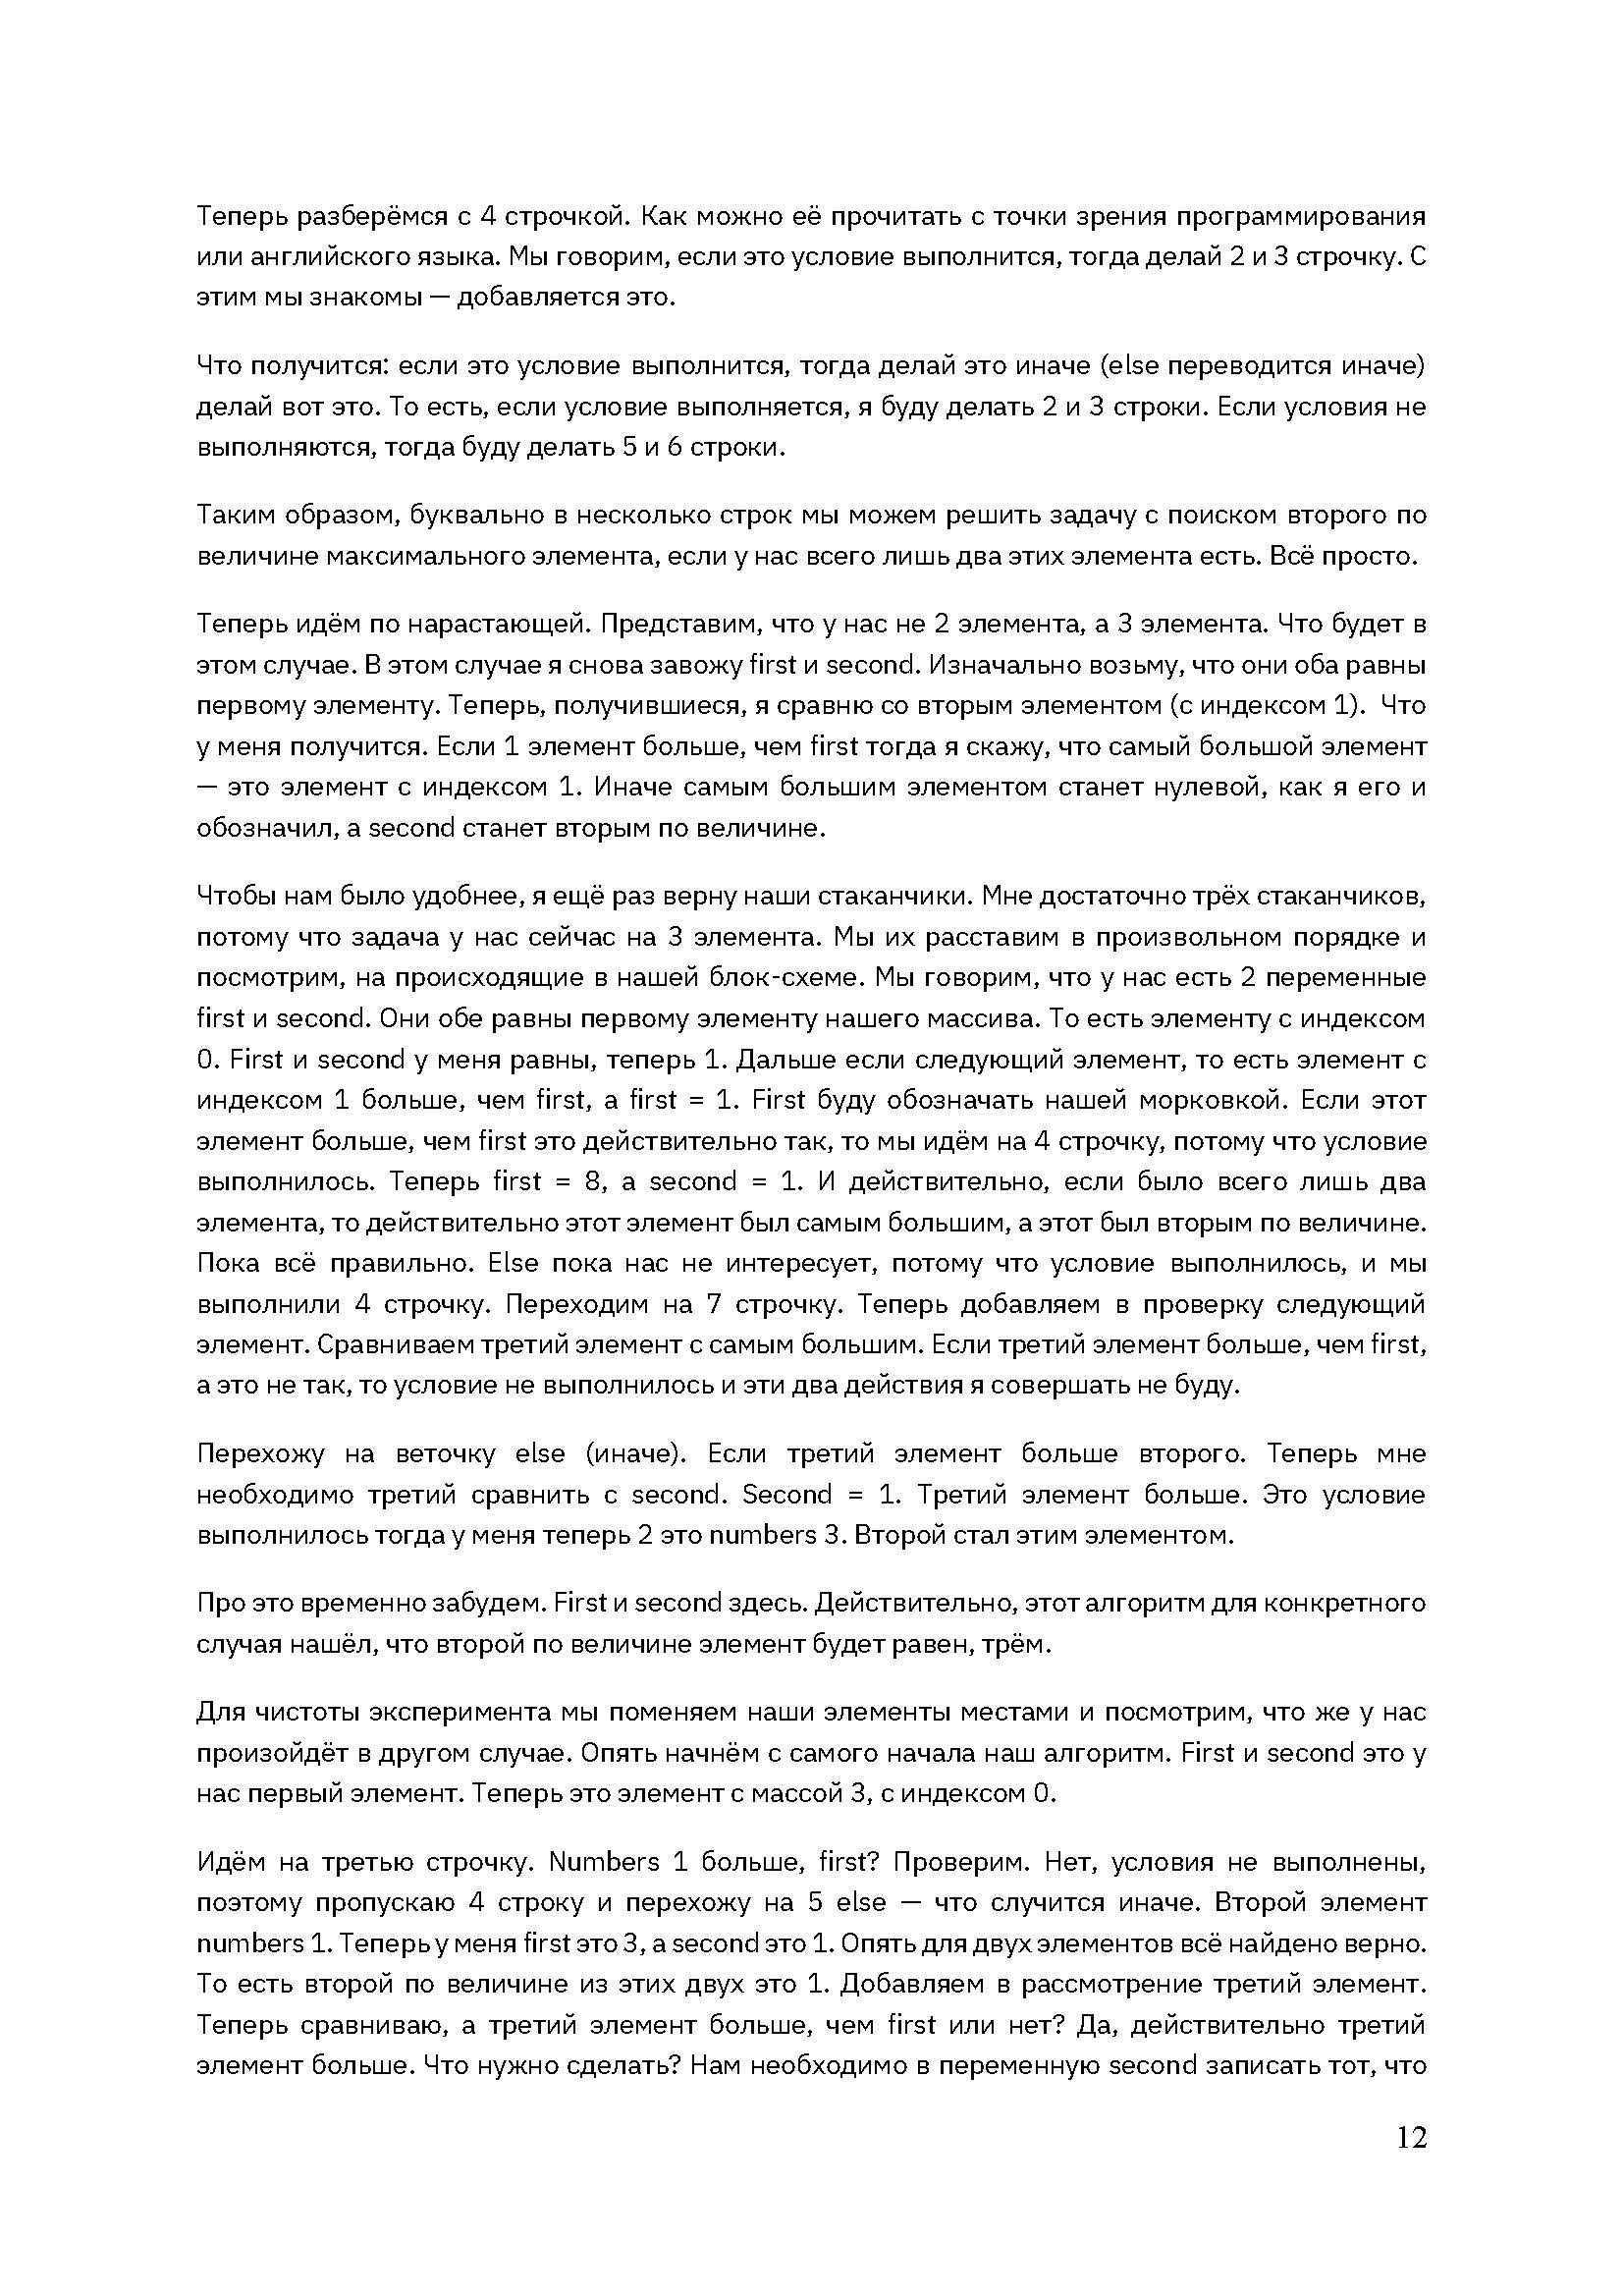 Теперь разберёмся с 4 строчкой. Как можно её прочитать с точки зрения программирования
или английского языка. Мы говорим, если это условие выполнится, тогда делай 2 и 3 строчку. С
этим мы знакомы — добавляется это.
Что получится: если это условие выполнится, тогда делай это иначе (else переводится иначе)
делай вот это. То есть, если условие выполняется, я буду делать 2 и 3 строки. Если условия не
выполняются, тогда буду делать 5 и 6 строки.
Таким образом, буквально в несколько строк мы можем решить задачу с поиском второго по
величине максимального элемента, если у нас всего лишь два этих элемента есть. Всё просто.
Теперь идём по нарастающей. Представим, что у нас не 2 элемента, а 3 элемента. Что будет в
этом случае. В этом случае я снова завожу first и second. Изначально возьму, что они оба равны
первому элементу. Теперь, получившиеся, я сравню со вторым элементом (с индексом 1). Что
у меня получится. Если 1 элемент больше, чем first тогда я скажу, что самый большой элемент
— это элемент с индексом 1. Иначе самым большим элементом станет нулевой, как я его и
обозначил, а second станет вторым по величине.
Чтобы нам было удобнее, я ещё раз верну наши стаканчики. Мне достаточно трёх стаканчиков,
потому что задача у нас сейчас на 3 элемента. Мы их расставим в произвольном порядке и
посмотрим, на происходящие в нашей блок-схеме. Мы говорим, что у нас есть 2 переменные
first и second. Они обе равны первому элементу нашего массива. То есть элементу с индексом
0. First и second у меня равны, теперь 1. Дальше если следующий элемент, то есть элемент с
индексом 1 больше, чем first, а first = 1. First буду обозначать нашей морковкой. Если этот
элемент больше, чем first это действительно так, то мы идём на 4 строчку, потому что условие
выполнилось. Теперь first = 8, а second = 1. И действительно, если было всего лишь два
элемента, то действительно этот элемент был самым большим, а этот был вторым по величине.
Пока всё правильно. Else пока нас не интересует, потому что условие выполнилось, и мы
выполнили 4 строчку. Переходим на 7 строчку. Теперь добавляем в проверку следующий
элемент. Сравниваем третий элемент с самым большим. Если третий элемент больше, чем first,
а это не так, то условие не выполнилось и эти два действия я совершать не буду.
Перехожу на веточку else (иначе). Если третий элемент больше второго. Теперь мне
необходимо третий сравнить с second. Second = 1. Третий элемент больше. Это условие
выполнилось тогда у меня теперь 2 это numbers 3. Второй стал этим элементом.
Про это временно забудем. First и second здесь. Действительно, этот алгоритм для конкретного
случая нашёл, что второй по величине элемент будет равен, трём.
Для чистоты эксперимента мы поменяем наши элементы местами и посмотрим, что же у нас
произойдёт в другом случае. Опять начнём с самого начала наш алгоритм. First и second это у
нас первый элемент. Теперь это элемент с массой 3, с индексом 0.
Идём на третью строчку. Numbers 1 больше, first? Проверим. Нет, условия не выполнены,
поэтому пропускаю 4 строку и перехожу на 5 else — что случится иначе. Второй элемент
numbers 1. Теперь у меня first это 3, а second это 1. Опять для двух элементов всё найдено верно.
То есть второй по величине из этих двух это 1. Добавляем в рассмотрение третий элемент.
Теперь сравниваю, а третий элемент больше, чем first или нет? Да, действительно третий
элемент больше. Что нужно сделать? Нам необходимо в переменную second записать тот, что
12